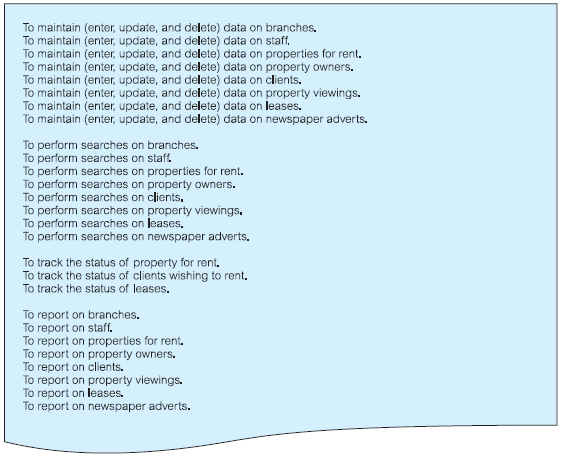 To maintain (enter, update, and delete) data on branches.
To maintain (enter, update, and delete) data on staff.
To maintain (enter, update, and delete) data on properties for rent.
To maintain (enter, update, and delete) data on property owners.
To maintain (enter, update, and delete) data on clients.
To maintain (enter, update, and delete) data on property viewings.
To maintain (enter, update, and delete) data on leases.
To maintain (enter, update, and delete) data on newspaper adverts.
To perform searches on branches.
To perform searches on staff.
To perform searches on properties for rent.
To perform searches on property owners.
To perform searches on clients.
To perform searches on property viewings.
To perform searches on leases.
To perform searches on newspaper adverts.
To track the status of property for rent.
To track the status of clients wishing to rent.
To track the status of leases.
To report on branches.
To report on staff.
To report on properties for rent.
To report on property owners.
To report on clients.
To report on property viewings.
To report on leases.
To report on newspaper adverts.